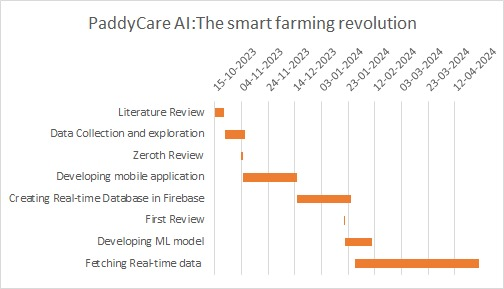 PaddyCare AI:The smart farming revolution
15-10-2023
04-11-2023
24-11-2023
14-12-2023
03-01-2024
23-01-2024
12-02-2024
03-03-2024
23-03-2024
12-04-2024
Literature Review
Data Collection and exploration
Zeroth Review
Developing mobile application
Creating Real-time Database in Firebase
First Review
Developing ML model
Fetching Real-time data